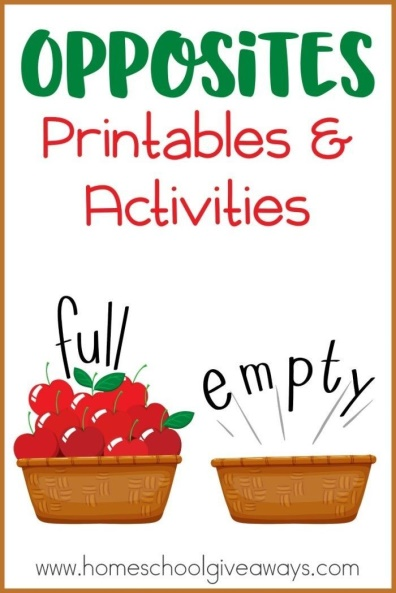 OPPOSiTES
Printables &
Activities
full
empty
www.homeschoolgiveaways.com